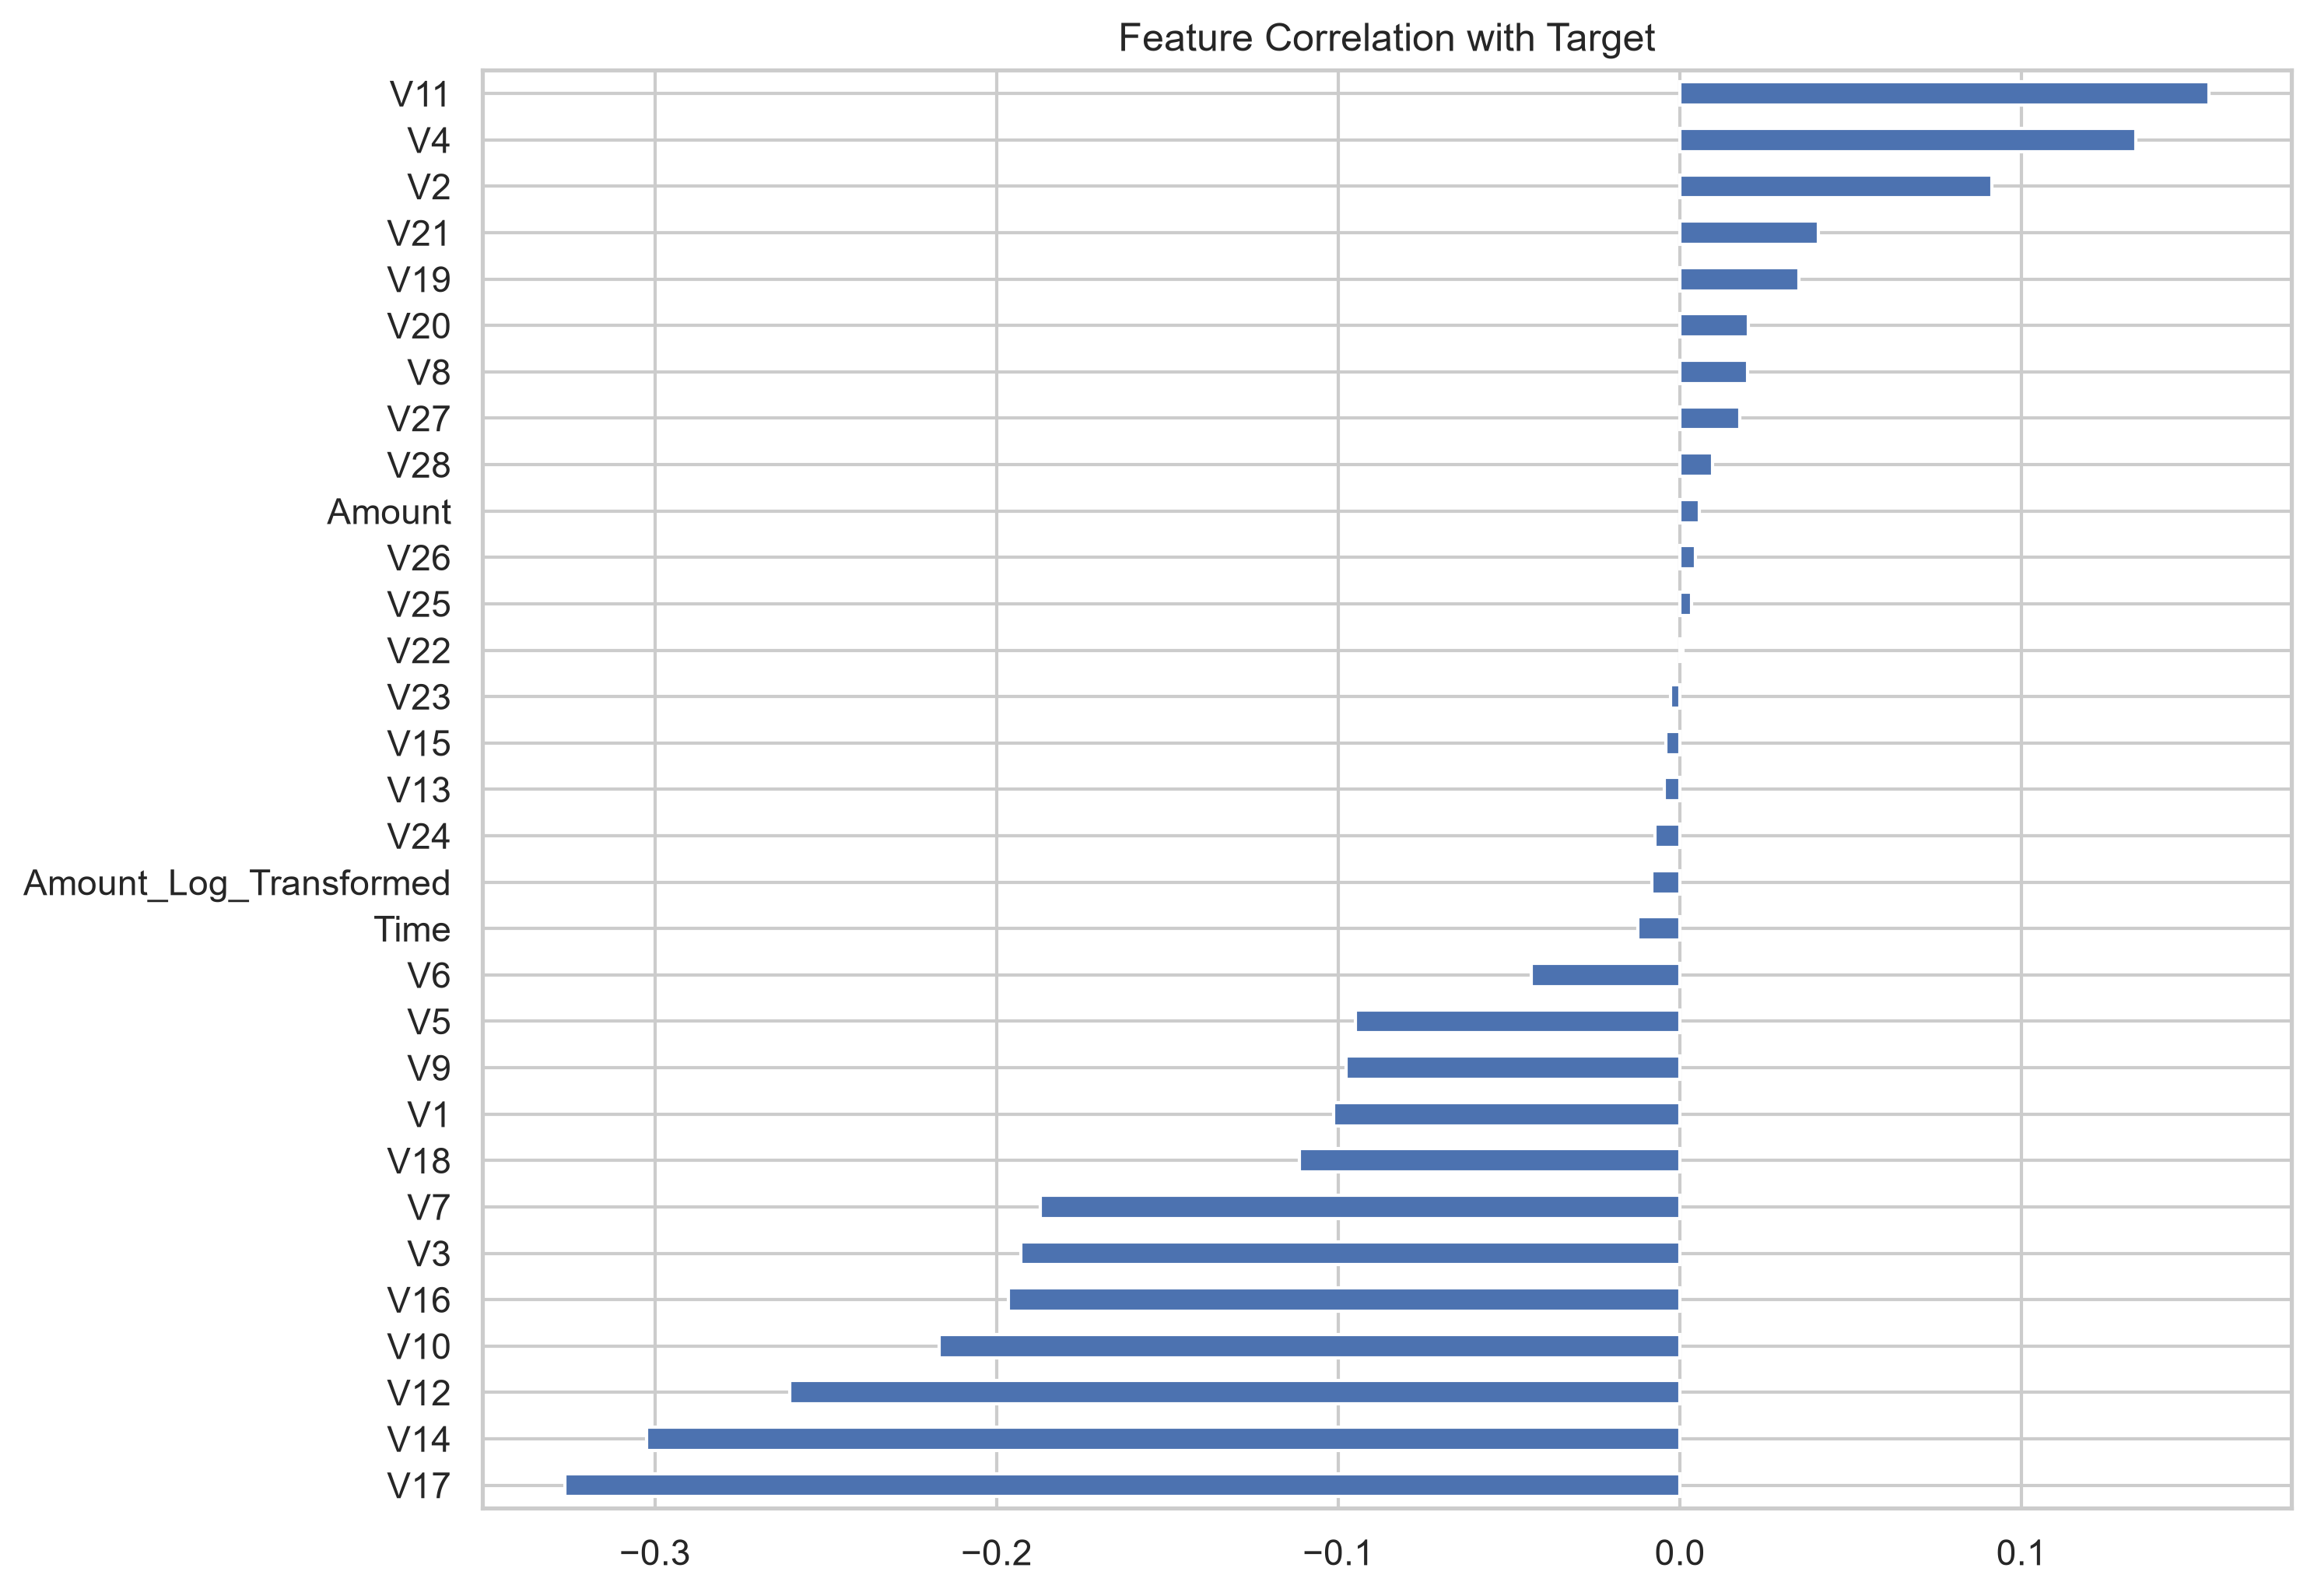 Feature Correlation with Target
V11
V4
V2
V21
V19
V20
V8
V27
V28
Amount
V26
V25
V22
V23
V15
V13
V24
Amount_Log_Transformed
Time
V6
V5
V9
V1
V18
V7
V3
V16
V10
V12
V14
V17
−0.3 −0.2 −0.1 0.0 0.1